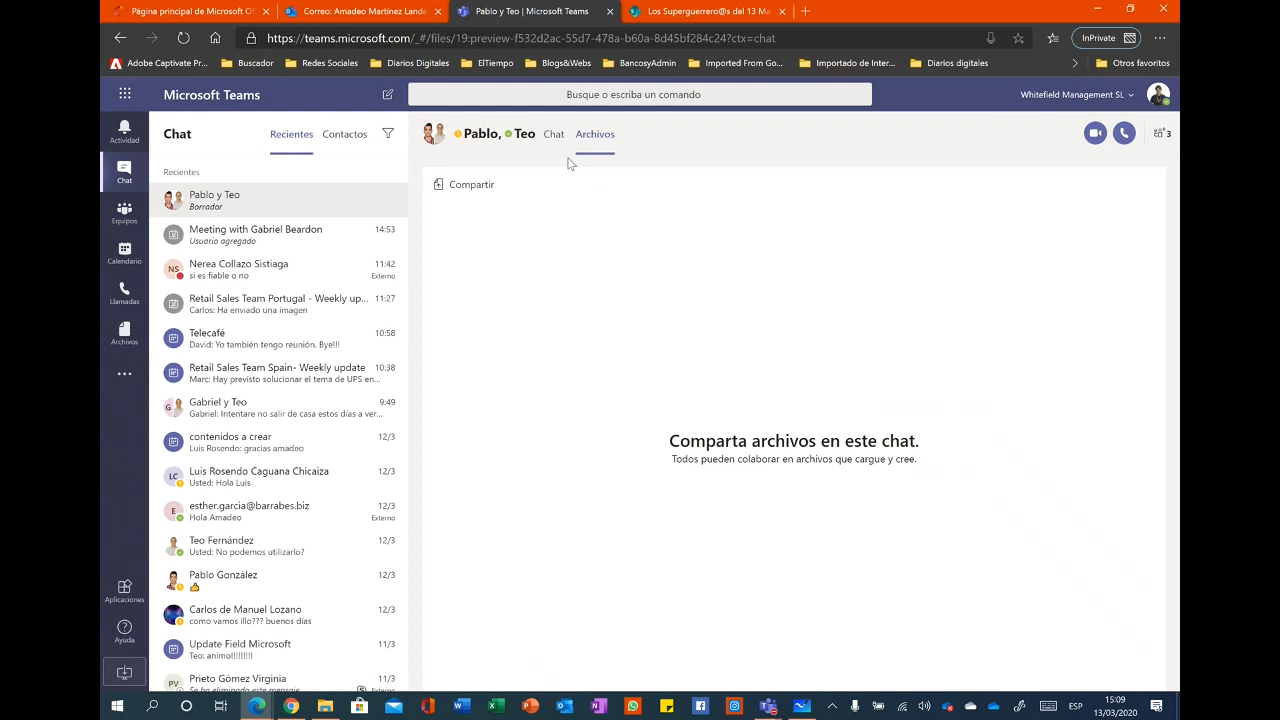 Página principal de Microsoft Of
Correo: Amadeo Martínez Lande
Pablo y Teo | Microsoft Teams
Los Superguerrero@s del 13 Ma
https://teams.microsoft.com/_#/files/19:preview-f532d2ac-55d7-478a-b60a-8d45bf284c24?ctx=chat
InPrivate
Adobe Captivate Pr...
Buscador
Redes Sociales
Diarios Digitales
ElTiempo
Blogs&Webs
BancosyAdmin
Imported From Go...
Importado de Inter...
Diarios digitales
Otros favoritos
Microsoft Teams
Busque o escriba un comando
Whitefield Management SL
Actividad
Chat
Equipos
Calendario
Llamadas
Archivos
Aplicaciones
Ayuda
Chat
Recientes
Contactos
Recientes
Pablo y Teo
Borrador
Meeting with Gabriel Beardon 14:53
Usuario agregado
NS
Nerea Collazo Sistiaga 11:42
si es fiable o no Externo
Retail Sales Team Portugal - Weekly up... 11:27
Carlos: Ha enviado una imagen
Telecafé 10:58
David: Yo también tengo reunión. Bye!!!
Retail Sales Team Spain- Weekly update 10:38
Marc: Hay previsto solucionar el tema de UPS en...
G
Gabriel y Teo 9:49
Gabriel: Intentare no salir de casa estos días a ver...
contenidos a crear 12/3
Luis Rosendo: gracias amadeo
LC
Luis Rosendo Caguana Chicaiza 12/3
Usted: Hola Luis
E
esther.garcia@barrabes.biz 12/3
Hola Amadeo Externo
Teo Fernández 12/3
Usted: No podemos utilizarlo?
Pablo González 12/3
Carlos de Manuel Lozano 12/3
como vamos illo??? buenos días
Update Field Microsoft 11/3
Teo: animo!!!!!!!!!
PV
Prieto Gómez Virginia 11/3
Se ha eliminado este mensaje Externo
Pablo, Teo
Chat
Archivos
3
Compartir
Comparta archivos en este chat.
Todos pueden colaborar en archivos que cargue y cree.
ESP
15:09
13/03/2020